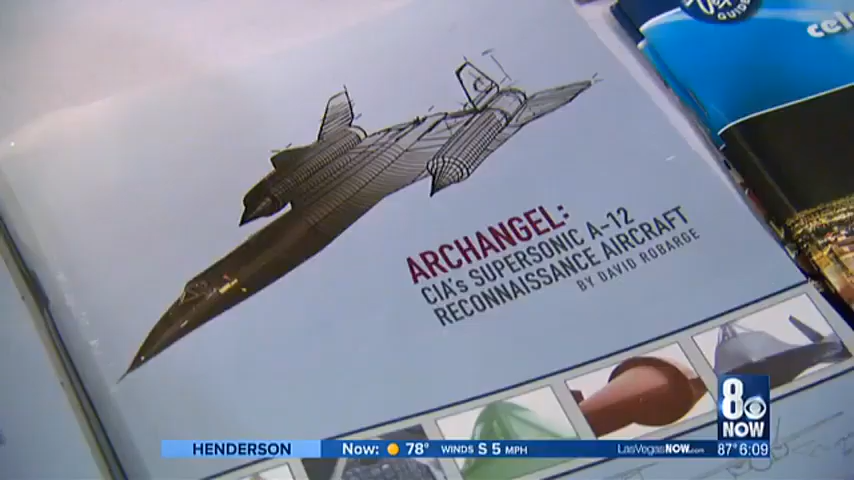 GUIDE
ARCHANGEL:
CIA's SUPERSONIC A-12
RECONNAISSANCE AIRCRAFT
BY DAVID ROBARGE
8
NOW
HENDERSON
Now: 78° WINDS S 5 MPH
LasVegasNOW.com
87° 6:09